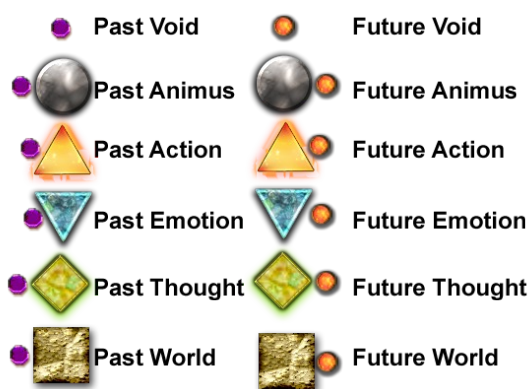 Past Void Future Void
Past Animus Future Animus
Past Action Future Action
Past Emotion Future Emotion
Past Thought Future Thought
Past World Future World